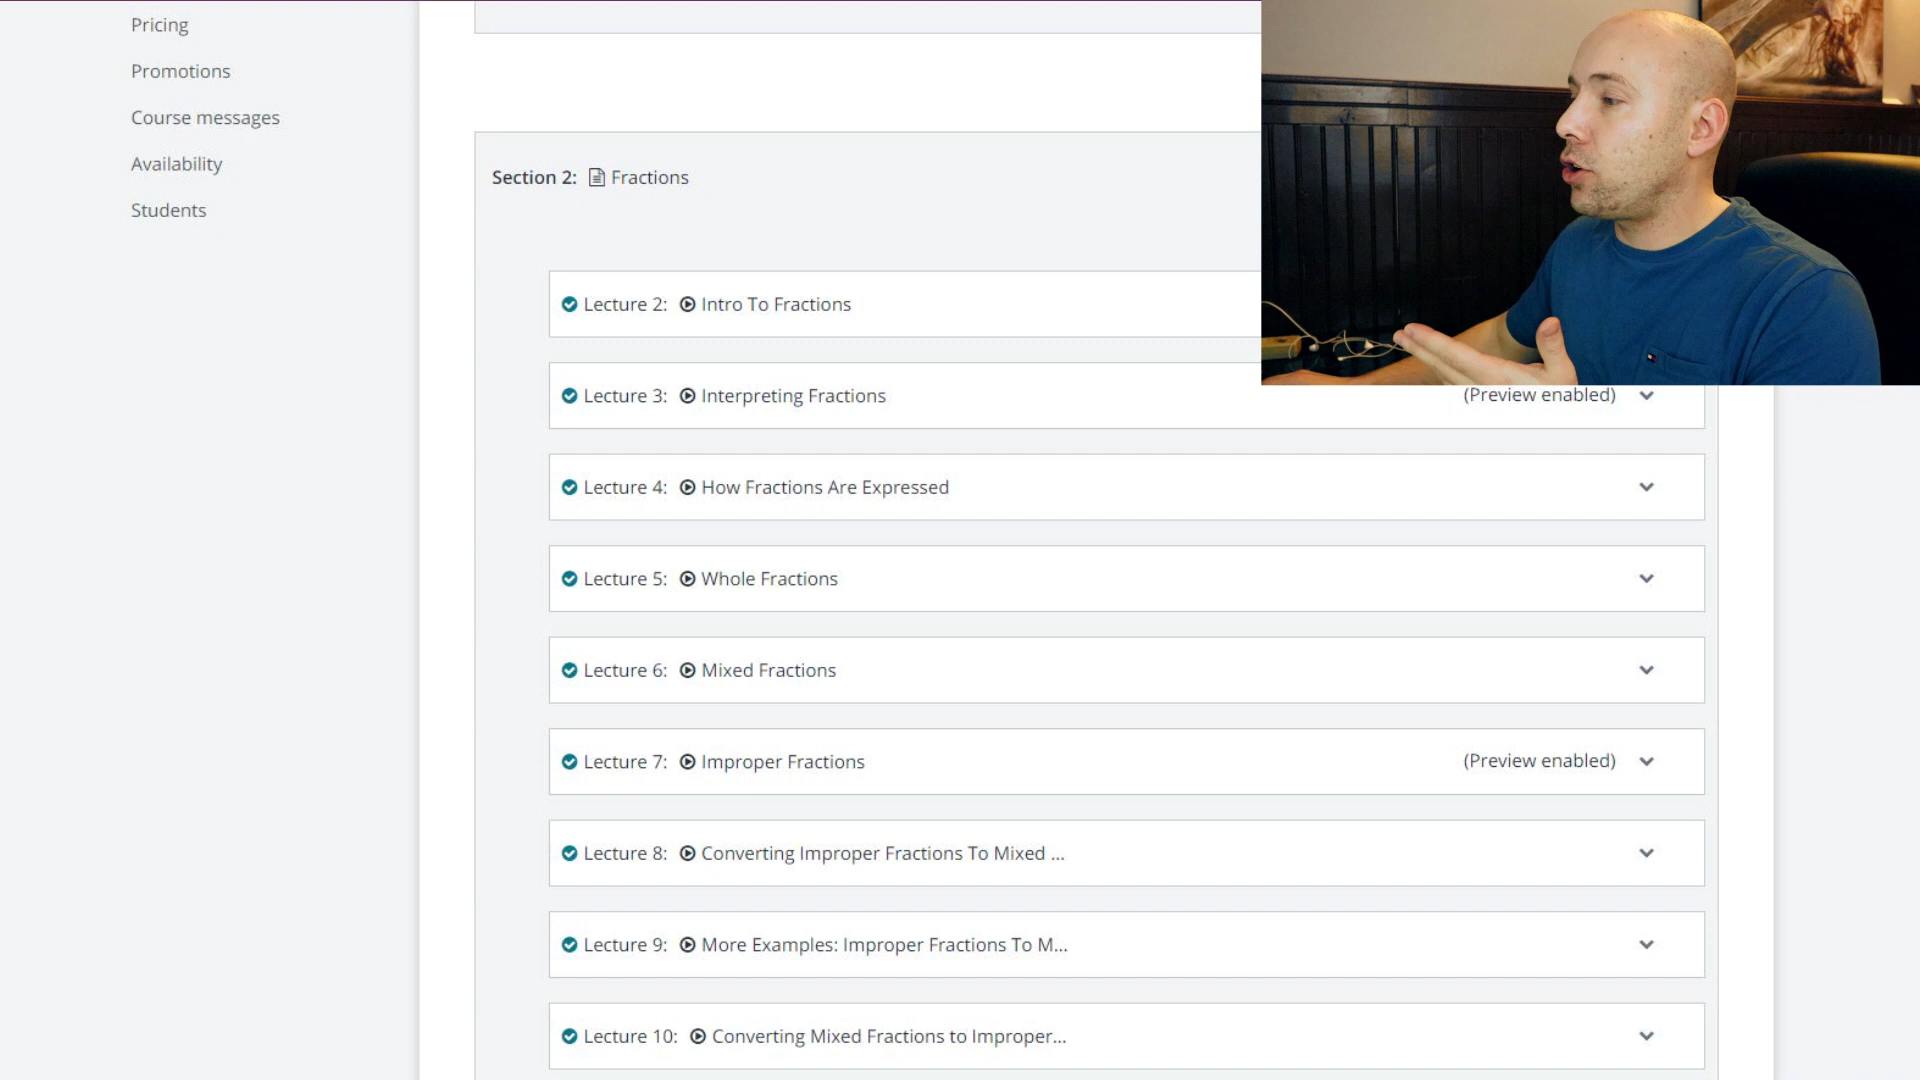 Pricing
Promotions
Course messages
Availability
Students
Section 2: Fractions
Lecture 2: Intro To Fractions
Lecture 3: Interpreting Fractions (Preview enabled)
Lecture 4: How Fractions Are Expressed
Lecture 5: Whole Fractions
Lecture 6: Mixed Fractions
Lecture 7: Improper Fractions (Preview enabled)
Lecture 8: Converting Improper Fractions To Mixed ...
Lecture 9: More Examples: Improper Fractions To M...
Lecture 10: Converting Mixed Fractions to Improper...